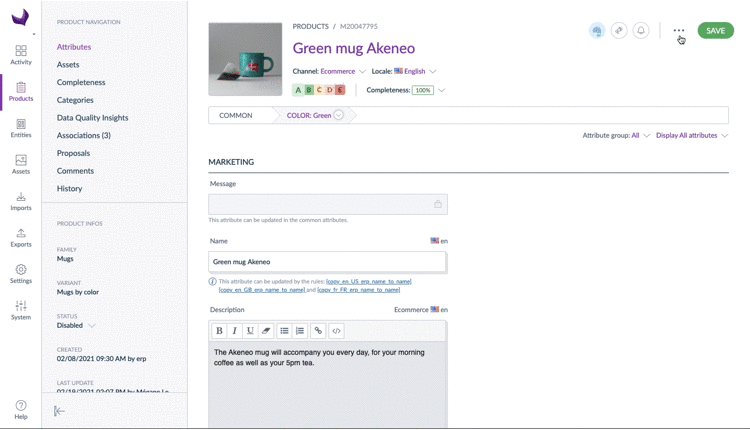 PRODUCT NAVIGATION
Attributes
Assets
Completeness
Categories
Data Quality Insights
Associations (3)
Proposals
Comments
History
PRODUCT INFOS
FAMILY
Mugs
VARIANT
Mugs by color
STATUS
Disabled
CREATED
02/08/2021 09:30 AM by erp
LAST UPDATE
Activity
Products
Entities
Assets
Imports
Exports
Settings
System
Help
PRODUCTS / M20047795
Green mug Akeneo
Channel: Ecommerce Locale: English
A B C D E Completeness: 100%
SAVE
COMMON COLOR: Green
Attribute group: All Display All attributes
MARKETING
Message
This attribute can be updated in the common attributes.
Name en
Green mug Akeneo
This attribute can be updated by the rules: [copy_en_US_erp_name_to_name]
[copy_en_GB_erp_name_to_name] and [copy_fr_FR_erp_name_to_name]
Description Ecommerce en
B I U
The Akeneo mug will accompany you every day, for your morning
coffee as well as your 5pm tea.